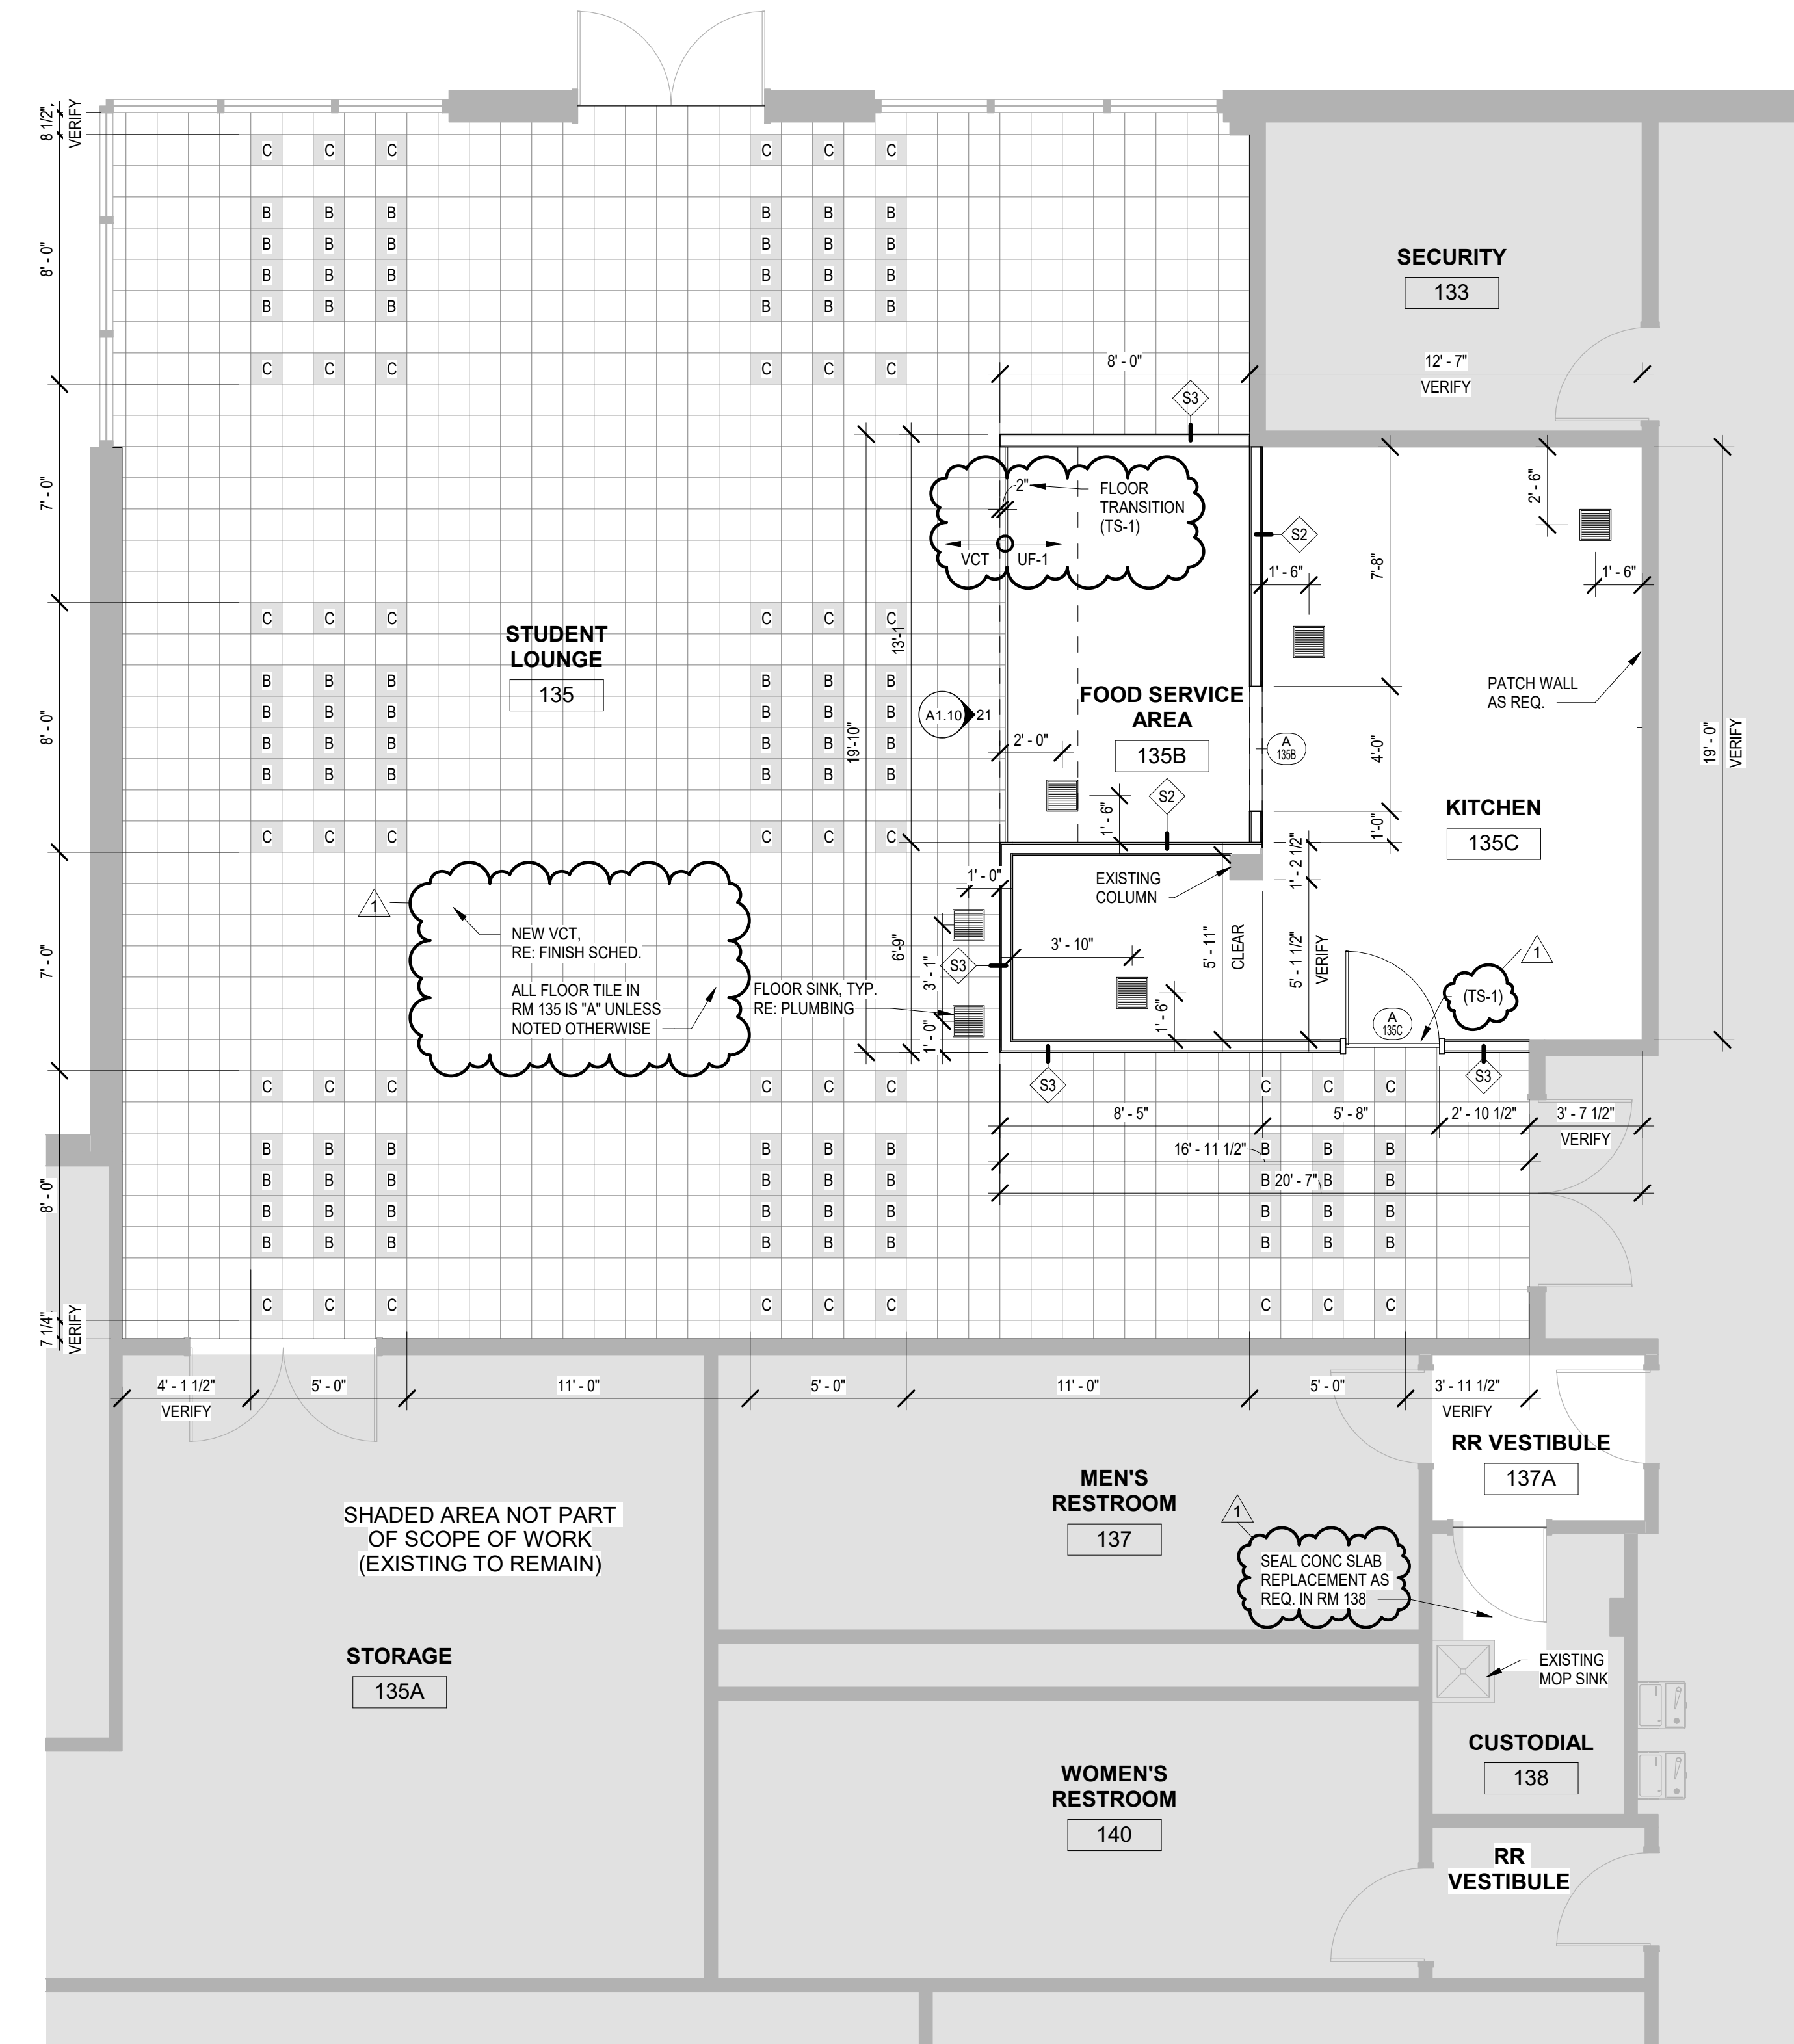 8 1/2"
VERIFY
C C C C C C
B B B B B B
B B B B B B
B B B B B B
B B B B B B
C C C C C C
8' - 0"
SECURITY
133
8' - 0"
12' - 7"
VERIFY
S3
7' - 0"
2"
FLOOR
TRANSITION
(TS-1)
VCT
UF-1
S2
1' - 6"
7'-8"
2' - 6"
1' - 6"
C C C C C C
13'-1
STUDENT
LOUNGE
135
B B B B B B
B B B B B B
B B B B B B
B B B B B B
C C C C C C
8' - 0"
19'-10"
A1.10
21
FOOD SERVICE
AREA
135B
2' - 0"
S2
1' - 6"
A
135B
4'-0"
1'-0"
PATCH WALL
AS REQ.
19' - 0"
VERIFY
KITCHEN
135C
1' - 2 1/2"
EXISTING
COLUMN
1' - 0"
1
NEW VCT,
RE: FINISH SCHED.
ALL FLOOR TILE IN
RM 135 IS "A" UNLESS
NOTED OTHERWISE
7' - 0"
6'-9"
3' - 1"
S3
3' - 10"
5' - 11"
CLEAR
5' - 1 1/2"
VERIFY
1
(TS-1)
FLOOR SINK, TYP.
RE: PLUMBING
1' - 0"
1' - 6"
A
135C
S3
S3
C C C C C C C C C
8' - 5"
5' - 8"
2' - 10 1/2"
3' - 7 1/2"
VERIFY
16' - 11 1/2"
B B B B B B B B B
20' - 7"
B B B B B B B B B
B B B B B B B B B
B B B B B B B B B
C C C C C C C C C
8' - 0"
7 1/4"
VERIFY
4' - 1 1/2"
VERIFY
5' - 0"
11' - 0"
5' - 0"
11' - 0"
5' - 0"
3' - 11 1/2"
VERIFY
RR VESTIBULE
137A
MEN'S
RESTROOM
137
SHADED AREA NOT PART
OF SCOPE OF WORK
(EXISTING TO REMAIN)
1
SEAL CONC SLAB
REPLACEMENT AS
REQ. IN RM 138
STORAGE
135A
EXISTING
MOP SINK
CUSTODIAL
138
WOMEN'S
RESTROOM
140
RR
VESTIBULE